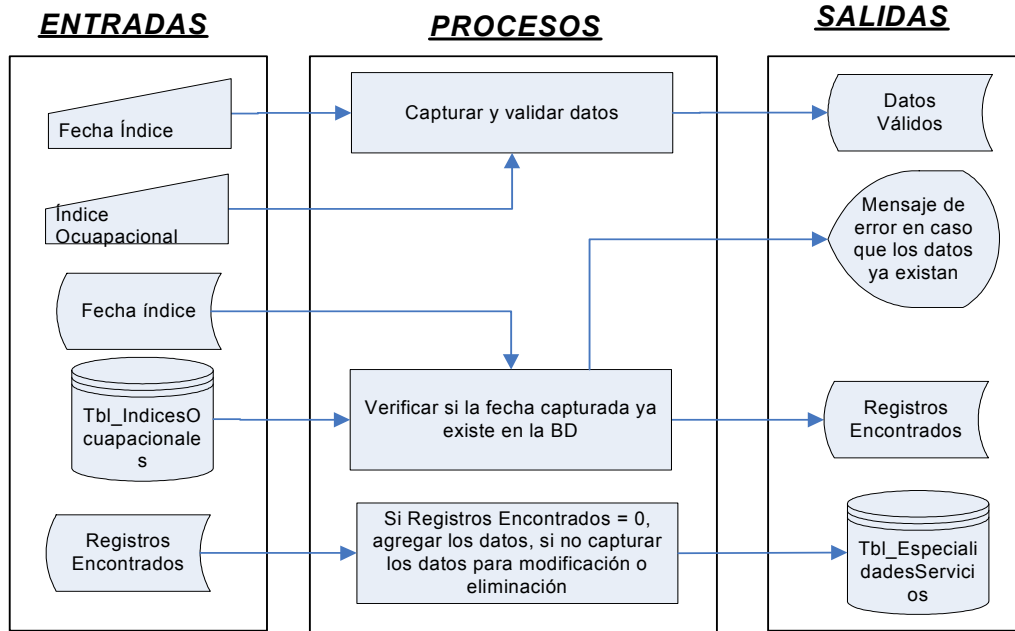 ENTRADAS
PROCESOS
SALIDAS
Fecha Índice
Capturar y validar datos
Datos
Válidos
Índice
Ocuapacional
Mensaje de
error en caso
que los datos
ya existan
Fecha índice
Tbl_IndicesO
cuapacionale
s
Verificar si la fecha capturada ya
existe en la BD
Registros
Encontrados
Registros
Encontrados
Si Registros Encontrados = 0,
agregar los datos, si no capturar
los datos para modificación o
eliminación
Tbl_Especiali
dadesServici
os